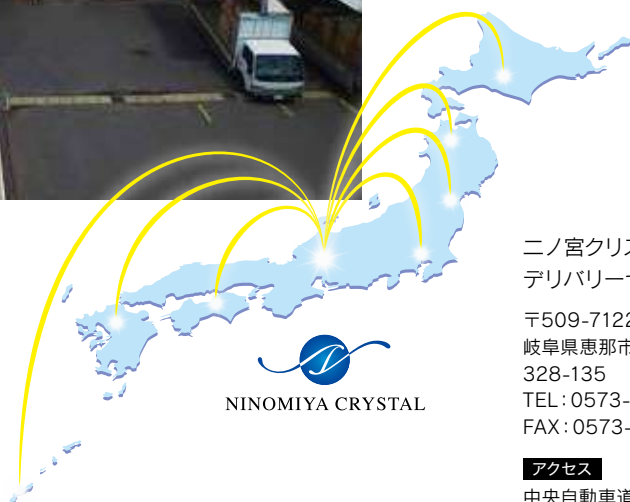 二ノ宮クリ
デリバリー
〒509-7122
岐阜県恵那市
328-135
TEL:0573-
FAX:0573-
アクセス
中央自動車道
NINOMIYA CRYSTAL